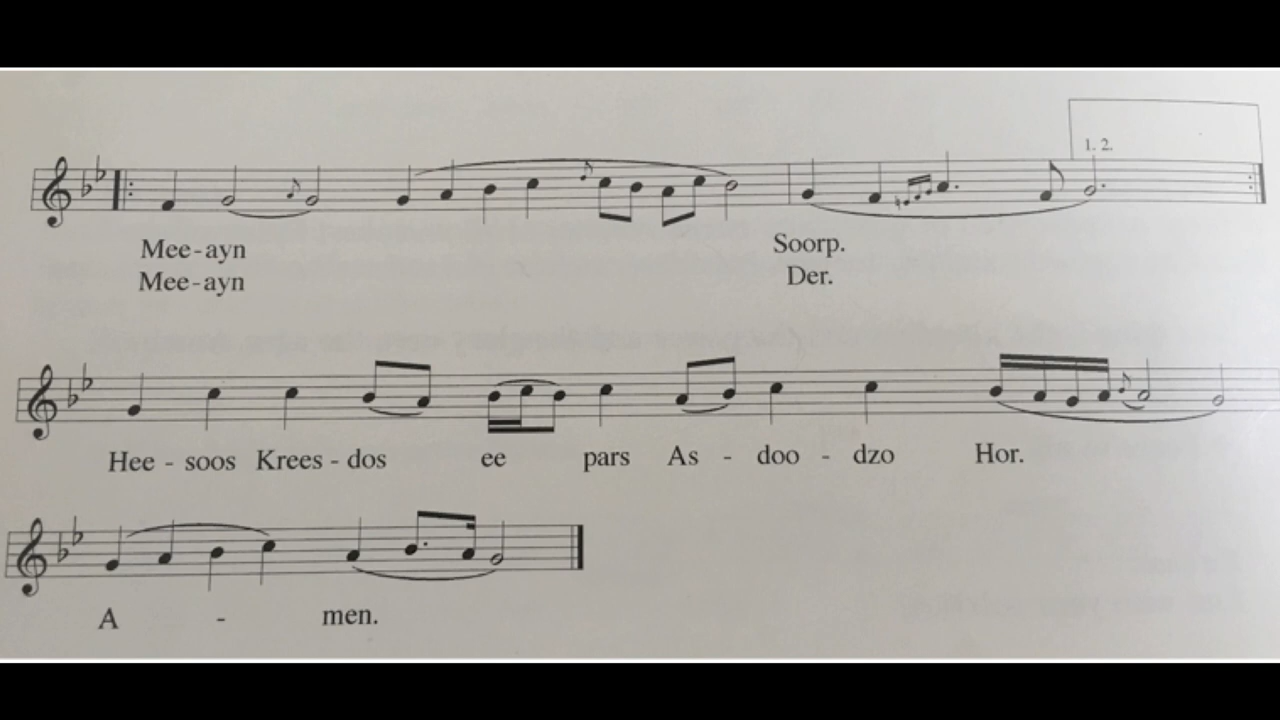 1. 2.
Mee-ayn Soorp.
Mee-ayn Der.
Hee - soos Krees - dos ee pars As - doo - dzo Hor.
A - men.